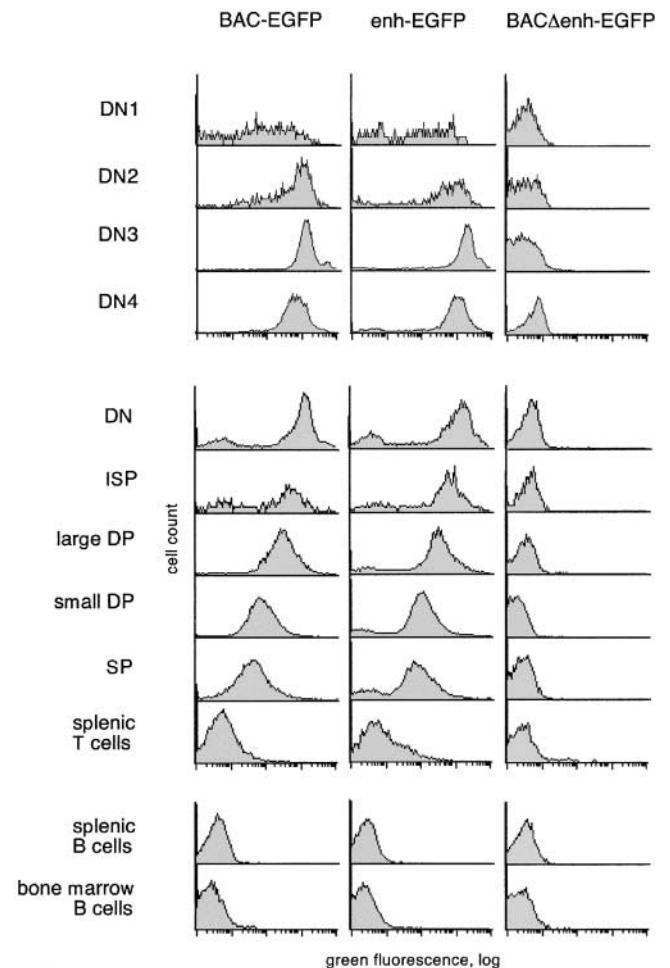 BAC-EGFP enh-EGFP BACΔenh-EGFP
DN1
DN2
DN3
DN4
DN
ISP
large DP
small DP
SP
splenic
T cells
splenic
B cells
bone marrow
B cells
cell count
green fluorescence, log